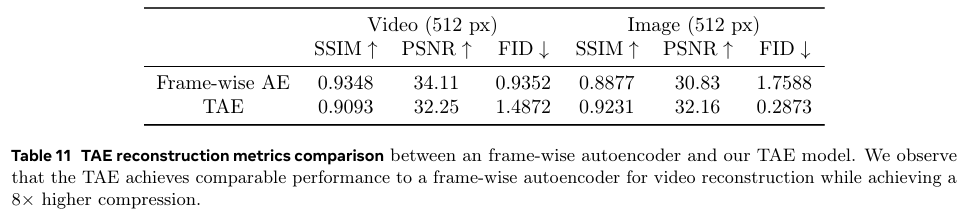 Video (512 px) Image (512 px)
SSIM ↑ PSNR ↑ FID ↓ SSIM ↑ PSNR ↑ FID ↓
Frame-wise AE 0.9348 34.11 0.9352 0.8877 30.83 1.7588
TAE 0.9093 32.25 1.4872 0.9231 32.16 0.2873
Table 11 TAE reconstruction metrics comparison between an frame-wise autoencoder and our TAE model. We observe
that the TAE achieves comparable performance to a frame-wise autoencoder for video reconstruction while achieving a
8× higher compression.